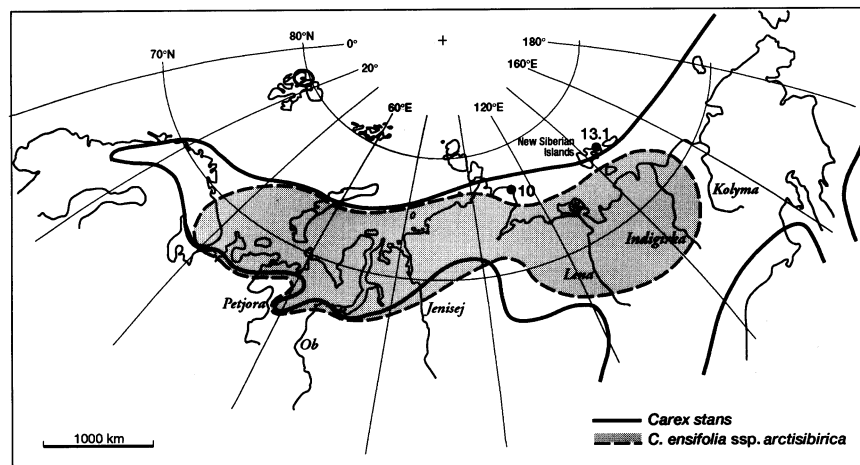 80°N
0°
180°
70°N
20°
160°E
60°E
120°E
13.1
New Siberian
Islands
10
Kolyma
Indigirka
Lena
Petjora
Jenisej
Ob
Carex stans
1000 km
C. ensifolia ssp. arctisibirica